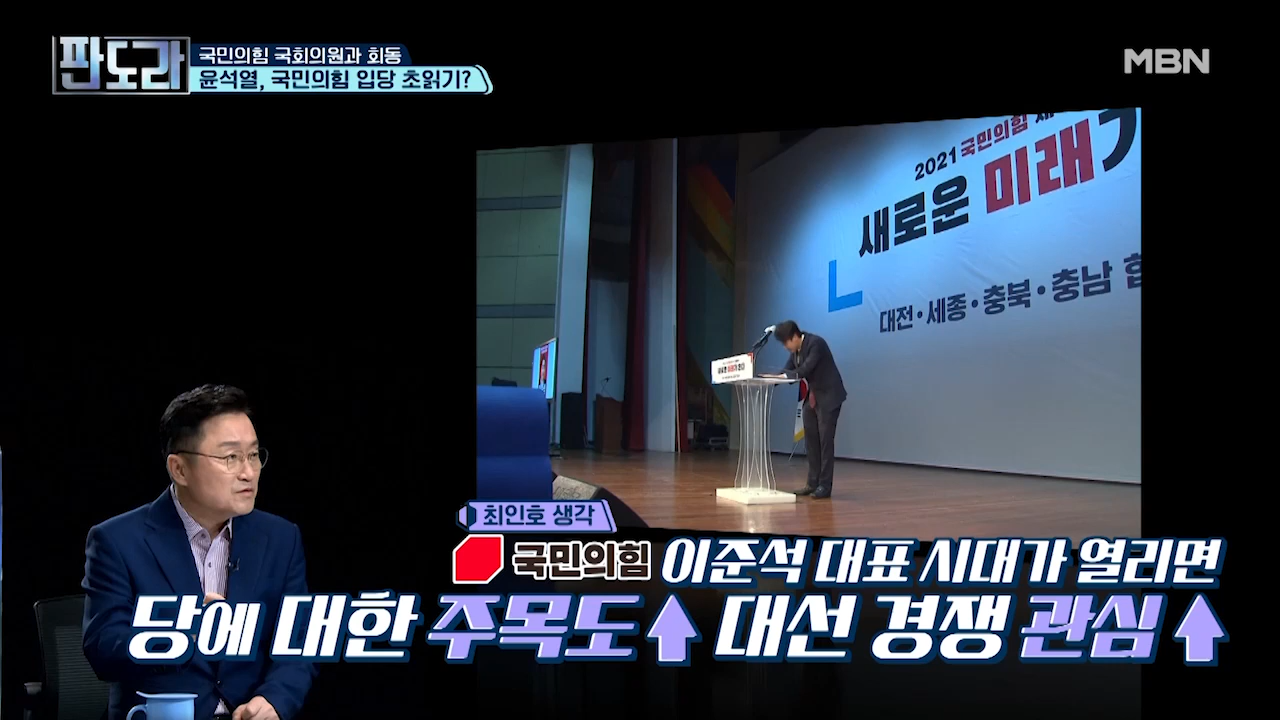 판도라
국민의힘 국회의원과 회동
윤석열, 국민의힘 입당 초읽기?
MBN
2021 국민의힘
새로운 미래가
대전·세종·충북·충남
최인호 생각
국민의힘 이준석 대표 시대가 열리면
당에 대한 주목도↑ 대선 경쟁 관심↑